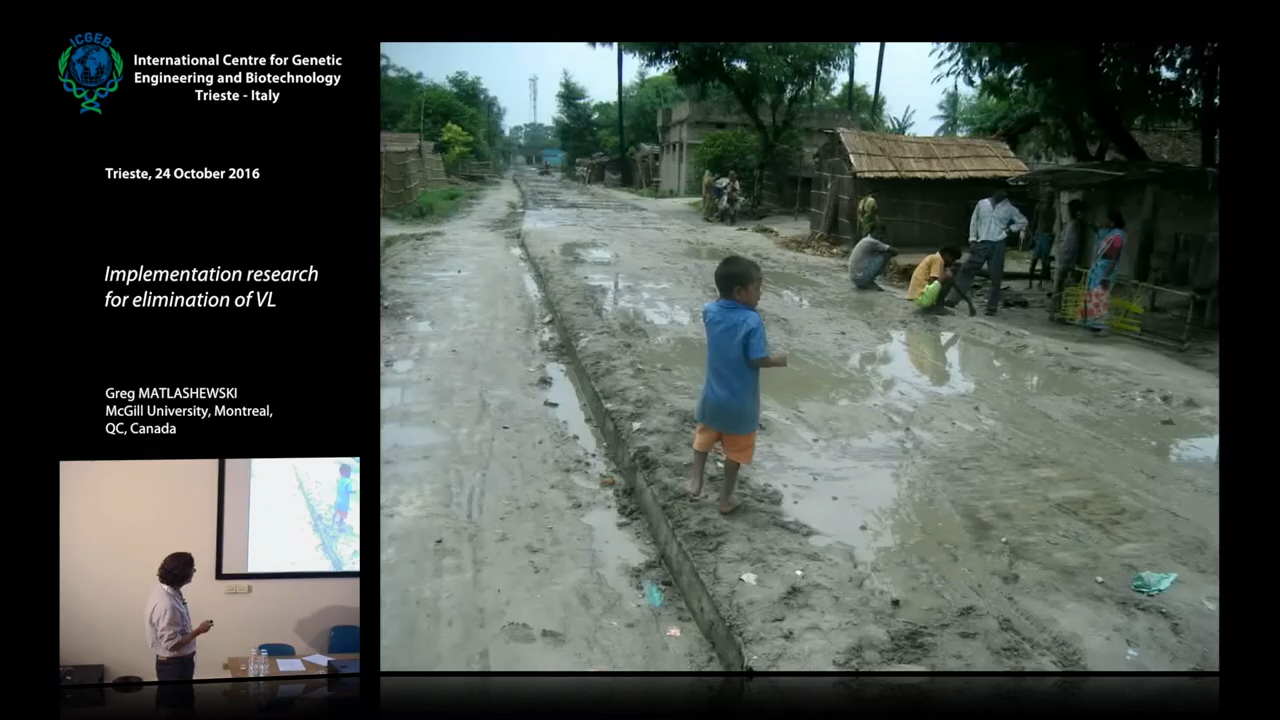 ICGEB
International Centre for Genetic
Engineering and Biotechnology
Trieste - Italy
Trieste, 24 October 2016
Implementation research
for elimination of VL
Greg MATLASHEWSKI
McGill University, Montreal,
QC, Canada